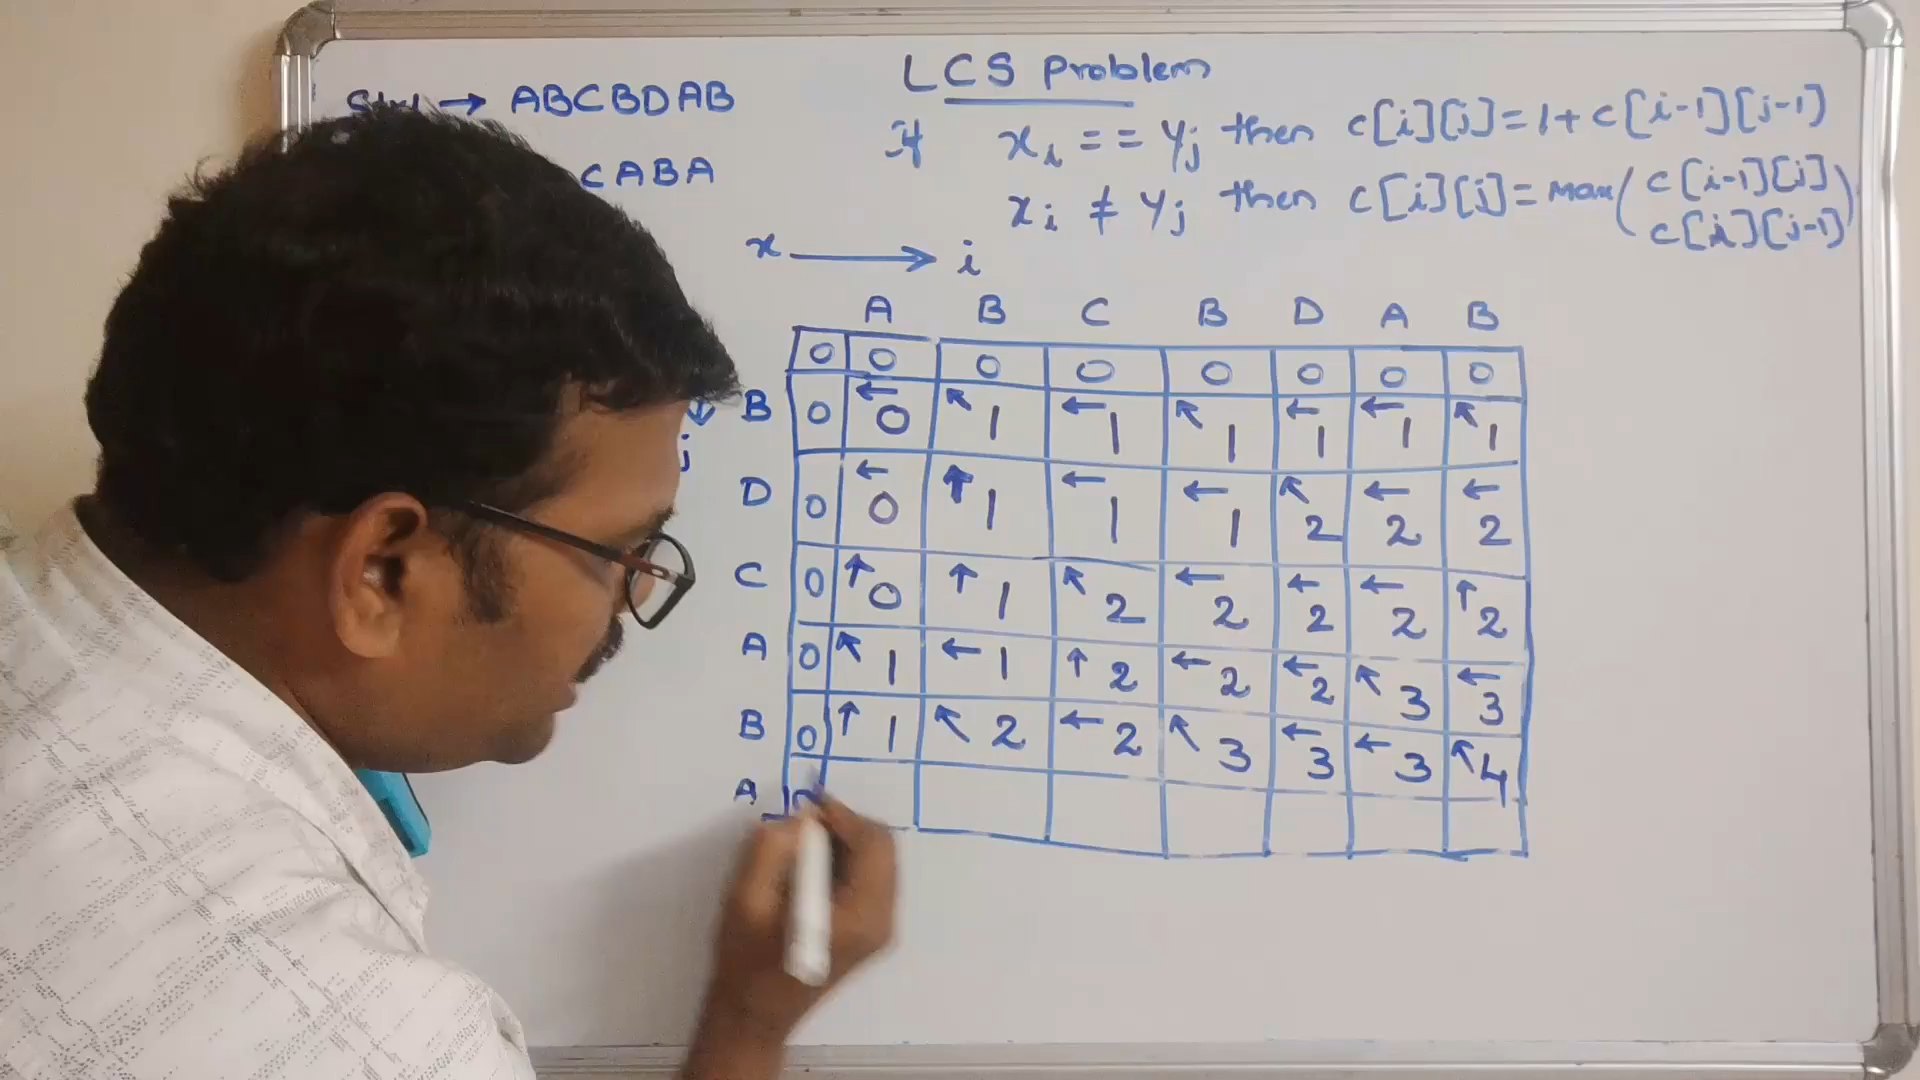 LCS Problem
→ ABCBDAB
CABA
If xi == yj then c[i][j] = 1 + c[i-1][j-1]
xi ≠ yj then c[i][j] = Max( c[i-1][j]
c[i][j-1] )
x → i
j
A B C B D A B
0 0 0 0 0 0 0 0
B 0 ←0 ↖1 ←1 ↖1 ←1 ←1 ↖1
D 0 ←0 ↑1 ←1 ←1 ↖2 ←2 ←2
C 0 ↑0 ↑1 ↖2 ←2 ←2 ←2 ↑2
A 0 ↖1 ←1 ↑2 ←2 ←2 ↖3 ←3
B 0 ↑1 ↖2 ←2 ↖3 ←3 ←3 ↖4
A